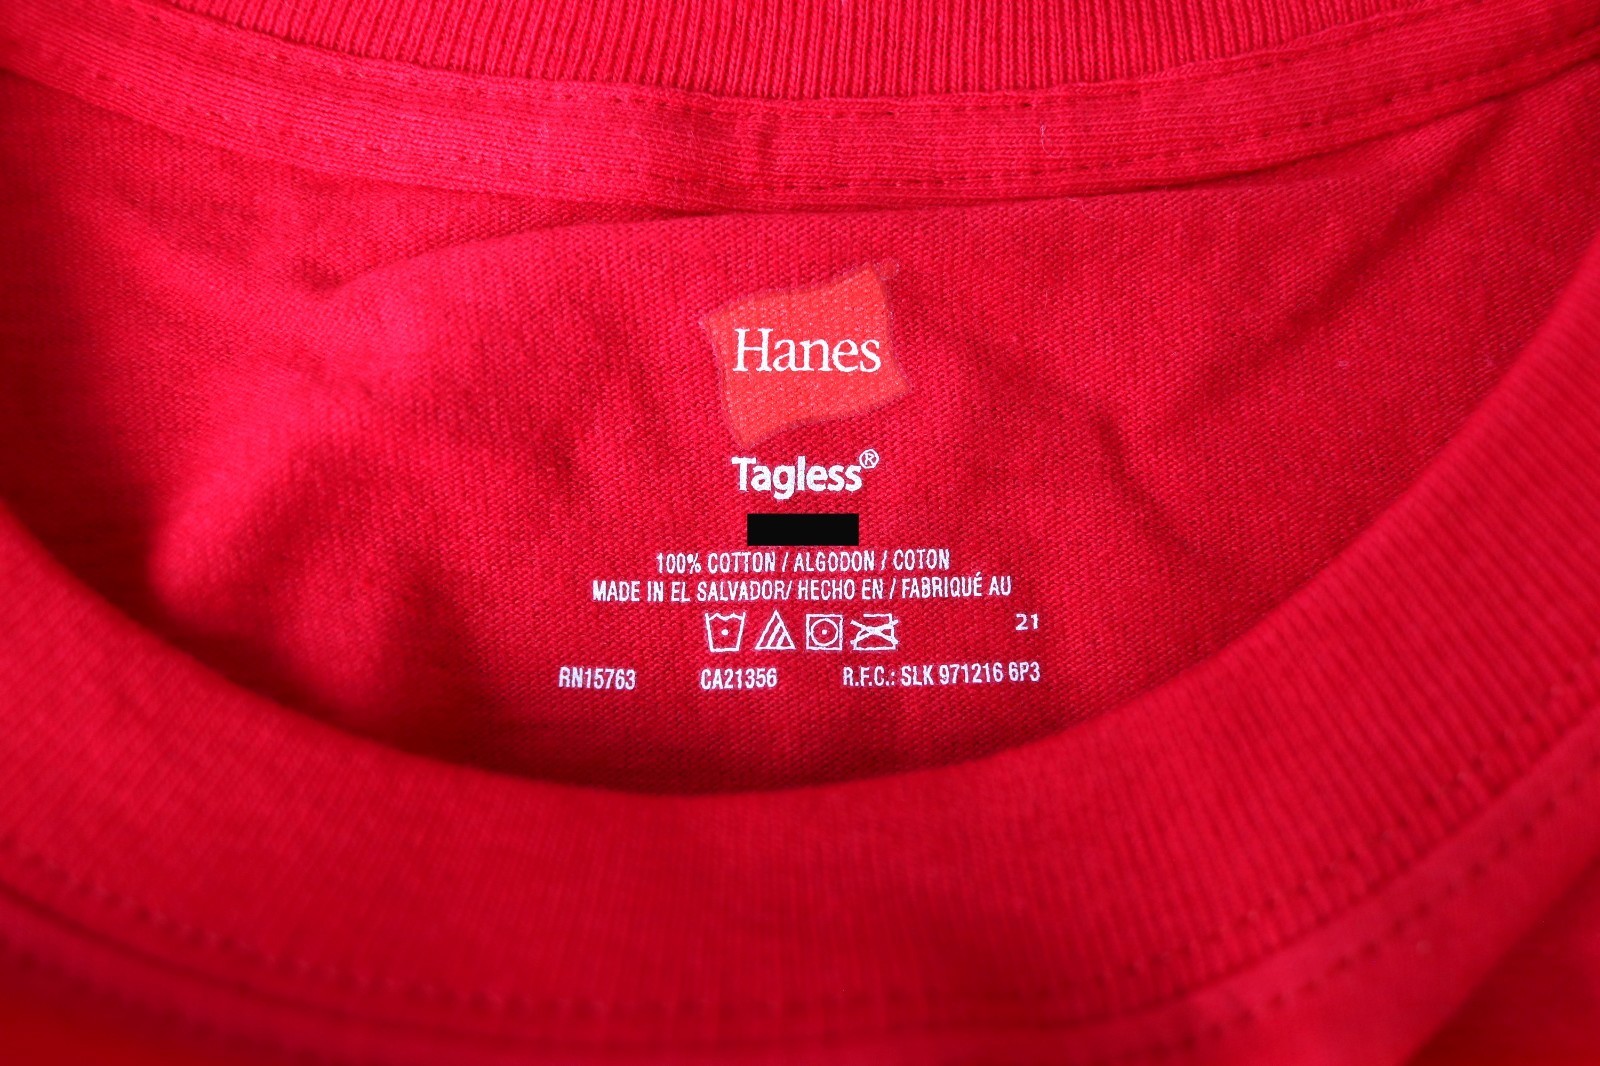 Hanes
Tagless®
100% COTTON / ALGODON / COTON
MADE IN EL SALVADOR/ HECHO EN / FABRIQUÉ AU
21
RN15763 CA21356 R.F.C.: SLK 971216 6P3